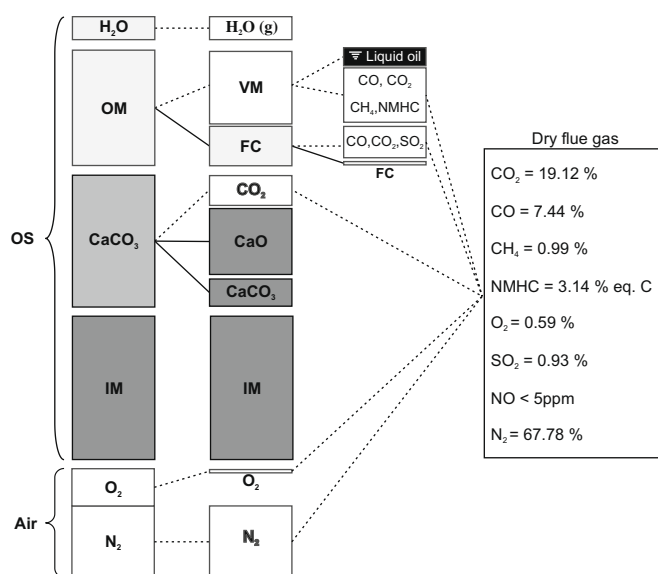 H₂O
H₂O (g)
Liquid oil
OM
VM
CO, CO₂
CH₄,NMHC
FC
CO,CO₂,SO₂
FC
Dry flue gas
CO₂ = 19.12 %
CO = 7.44 %
CH₄ = 0.99 %
NMHC = 3.14 % eq. C
O₂ = 0.59 %
SO₂ = 0.93 %
NO < 5ppm
N₂ = 67.78 %
OS
CaCO₃
CO₂
CaO
CaCO₃
IM
IM
Air
O₂
O₂
N₂
N₂